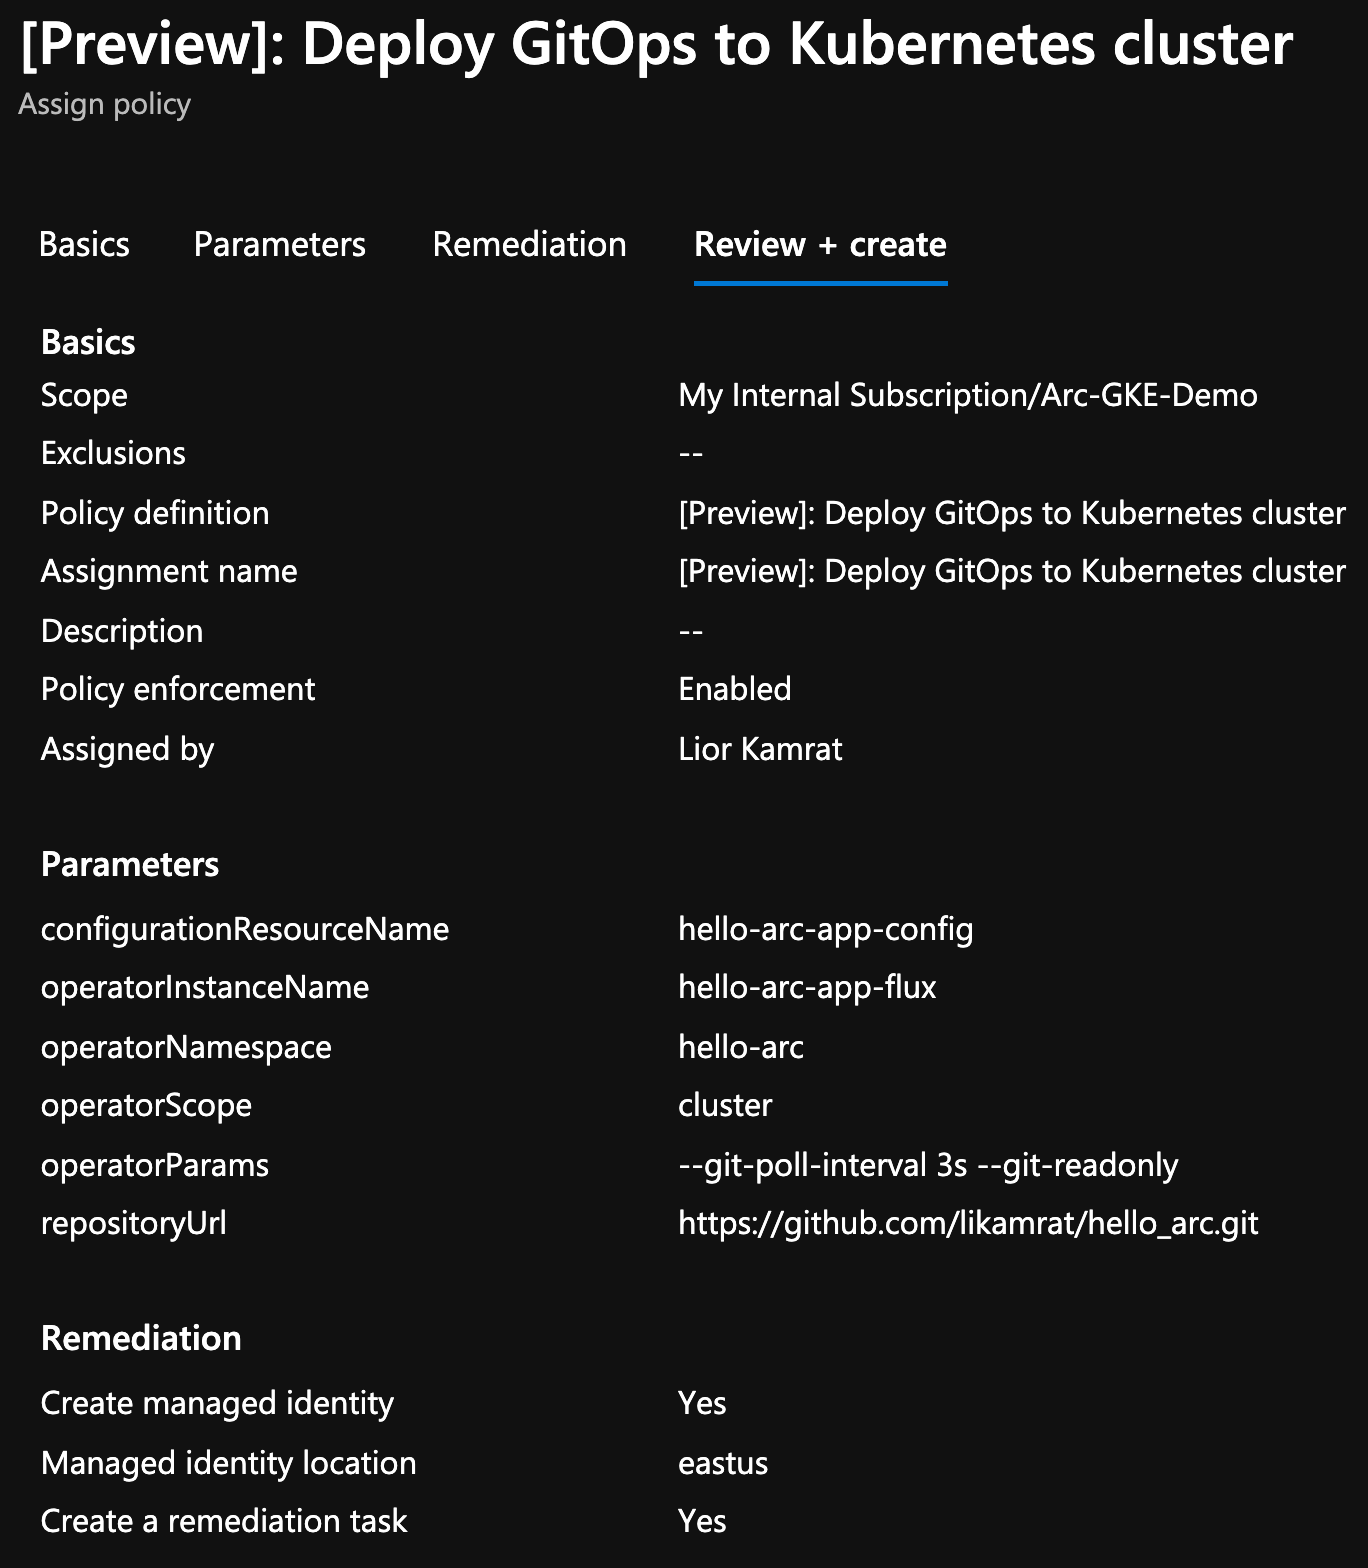 [Preview]: Deploy GitOps to Kubernetes cluster
Assign policy
Basics Parameters Remediation Review + create
Basics
Scope My Internal Subscription/Arc-GKE-Demo
Exclusions --
Policy definition [Preview]: Deploy GitOps to Kubernetes cluster
Assignment name [Preview]: Deploy GitOps to Kubernetes cluster
Description --
Policy enforcement Enabled
Assigned by Lior Kamrat
Parameters
configurationResourceName hello-arc-app-config
operatorInstanceName hello-arc-app-flux
operatorNamespace hello-arc
operatorScope cluster
operatorParams --git-poll-interval 3s --git-readonly
repositoryUrl https://github.com/likamrat/hello_arc.git
Remediation
Create managed identity Yes
Managed identity location eastus
Create a remediation task Yes